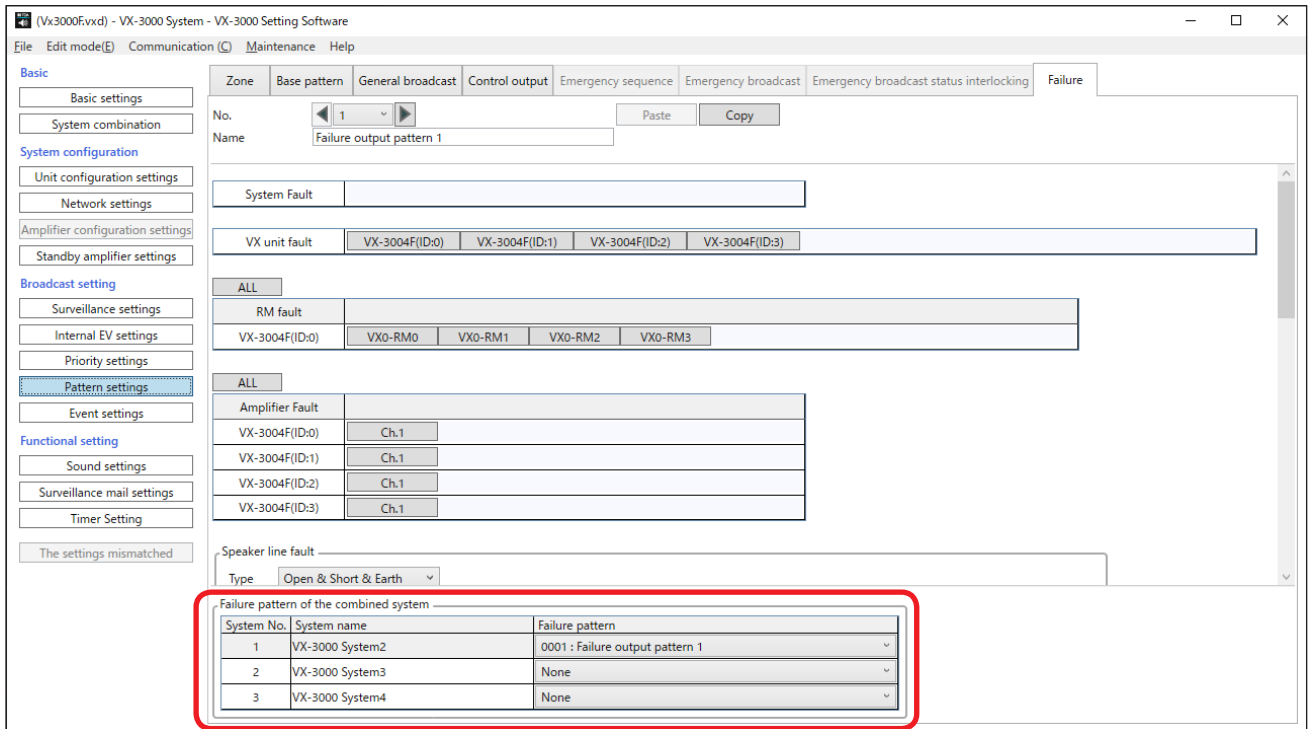 (Vx3000F.vxd) - VX-3000 System - VX-3000 Setting Software
File Edit mode(E) Communication (C) Maintenance Help
Basic
Basic settings
System combination
System configuration
Unit configuration settings
Network settings
Amplifier configuration settings
Standby amplifier settings
Broadcast setting
Surveillance settings
Internal EV settings
Priority settings
Pattern settings
Event settings
Functional setting
Sound settings
Surveillance mail settings
Timer Setting
The settings mismatched
Zone Base pattern General broadcast Control output Emergency sequence Emergency broadcast Emergency broadcast status interlocking Failure
No. 1 Paste Copy
Name Failure output pattern 1
System Fault
VX unit fault VX-3004F(ID:0) VX-3004F(ID:1) VX-3004F(ID:2) VX-3004F(ID:3)
ALL
RM fault
VX-3004F(ID:0) VX0-RM0 VX0-RM1 VX0-RM2 VX0-RM3
ALL
Amplifier Fault
VX-3004F(ID:0) Ch.1
VX-3004F(ID:1) Ch.1
VX-3004F(ID:2) Ch.1
VX-3004F(ID:3) Ch.1
Speaker line fault
Type Open & Short & Earth
Failure pattern of the combined system
System No. System name Failure pattern
1 VX-3000 System2 0001 : Failure output pattern 1
2 VX-3000 System3 None
3 VX-3000 System4 None